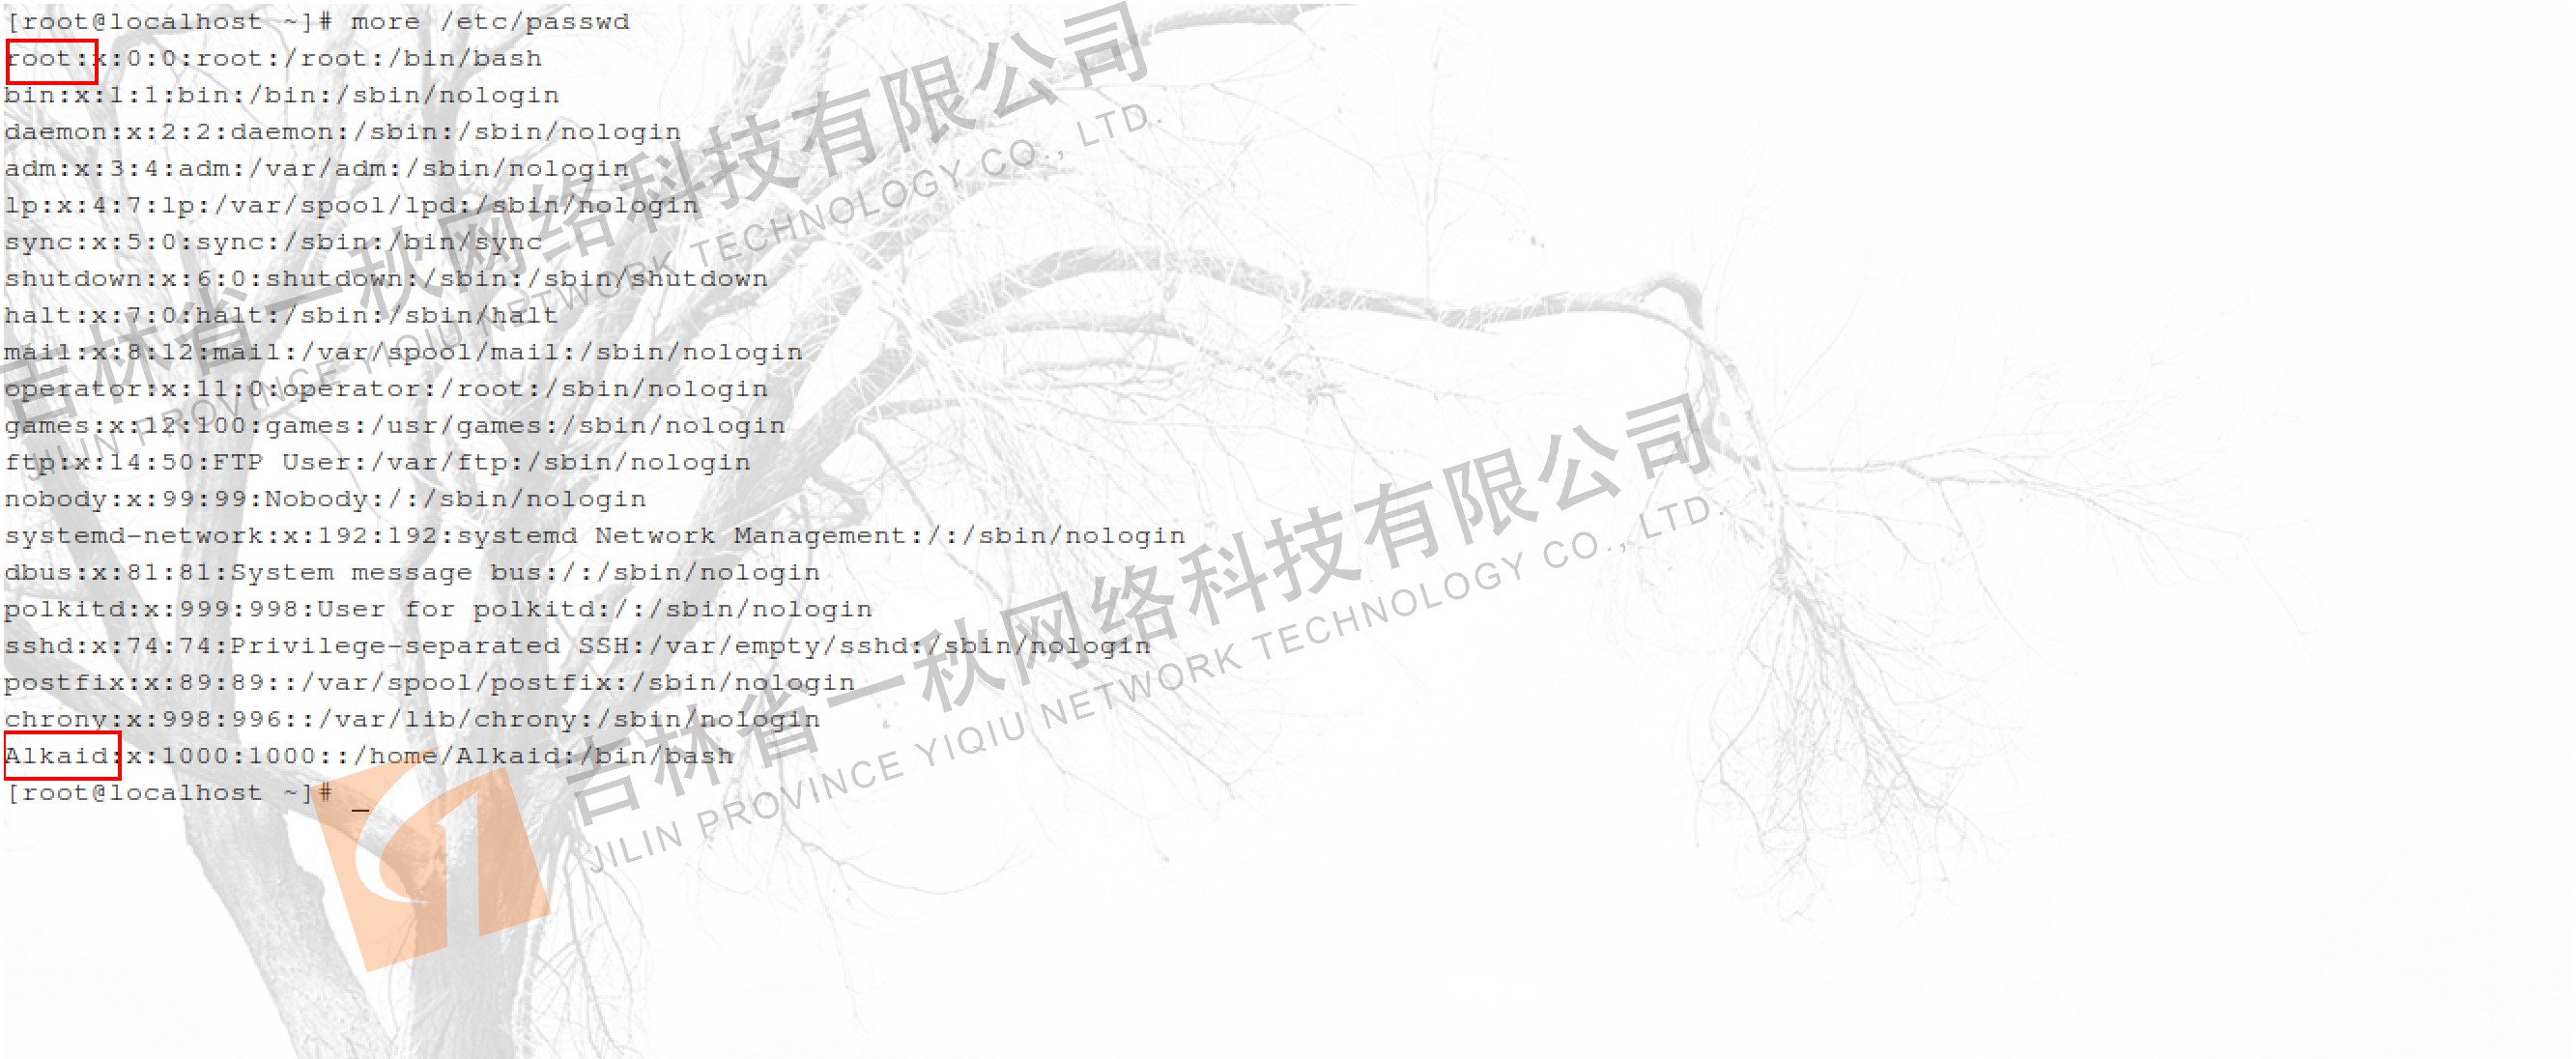 [root@localhost ~]# more /etc/passwd
root:x:0:0:root:/root:/bin/bash
bin:x:1:1:bin:/bin:/sbin/nologin
daemon:x:2:2:daemon:/sbin:/sbin/nologin
adm:x:3:4:adm:/var/adm:/sbin/nologin
lp:x:4:7:lp:/var/spool/lpd:/sbin/nologin
sync:x:5:0:sync:/sbin:/bin/sync
shutdown:x:6:0:shutdown:/sbin:/sbin/shutdown
halt:x:7:0:halt:/sbin:/sbin/halt
mail:x:8:12:mail:/var/spool/mail:/sbin/nologin
operator:x:11:0:operator:/root:/sbin/nologin
games:x:12:100:games:/usr/games:/sbin/nologin
ftp:x:14:50:FTP User:/var/ftp:/sbin/nologin
nobody:x:99:99:Nobody:/:/sbin/nologin
systemd-network:x:192:192:systemd Network Management:/:/sbin/nologin
dbus:x:81:81:System message bus:/:/sbin/nologin
polkitd:x:999:998:User for polkitd:/:/sbin/nologin
sshd:x:74:74:Privilege-separated SSH:/var/empty/sshd:/sbin/nologin
postfix:x:89:89::/var/spool/postfix:/sbin/nologin
chrony:x:998:996::/var/lib/chrony:/sbin/nologin
Alkaid:x:1000:1000::/home/Alkaid:/bin/bash
[root@localhost ~]# _
吉林省一秋网络科技有限公司
JILIN PROVINCE YIQIU NETWORK TECHNOLOGY CO., LTD.
吉林省一秋网络科技有限公司
JILIN PROVINCE YIQIU NETWORK TECHNOLOGY CO., LTD.